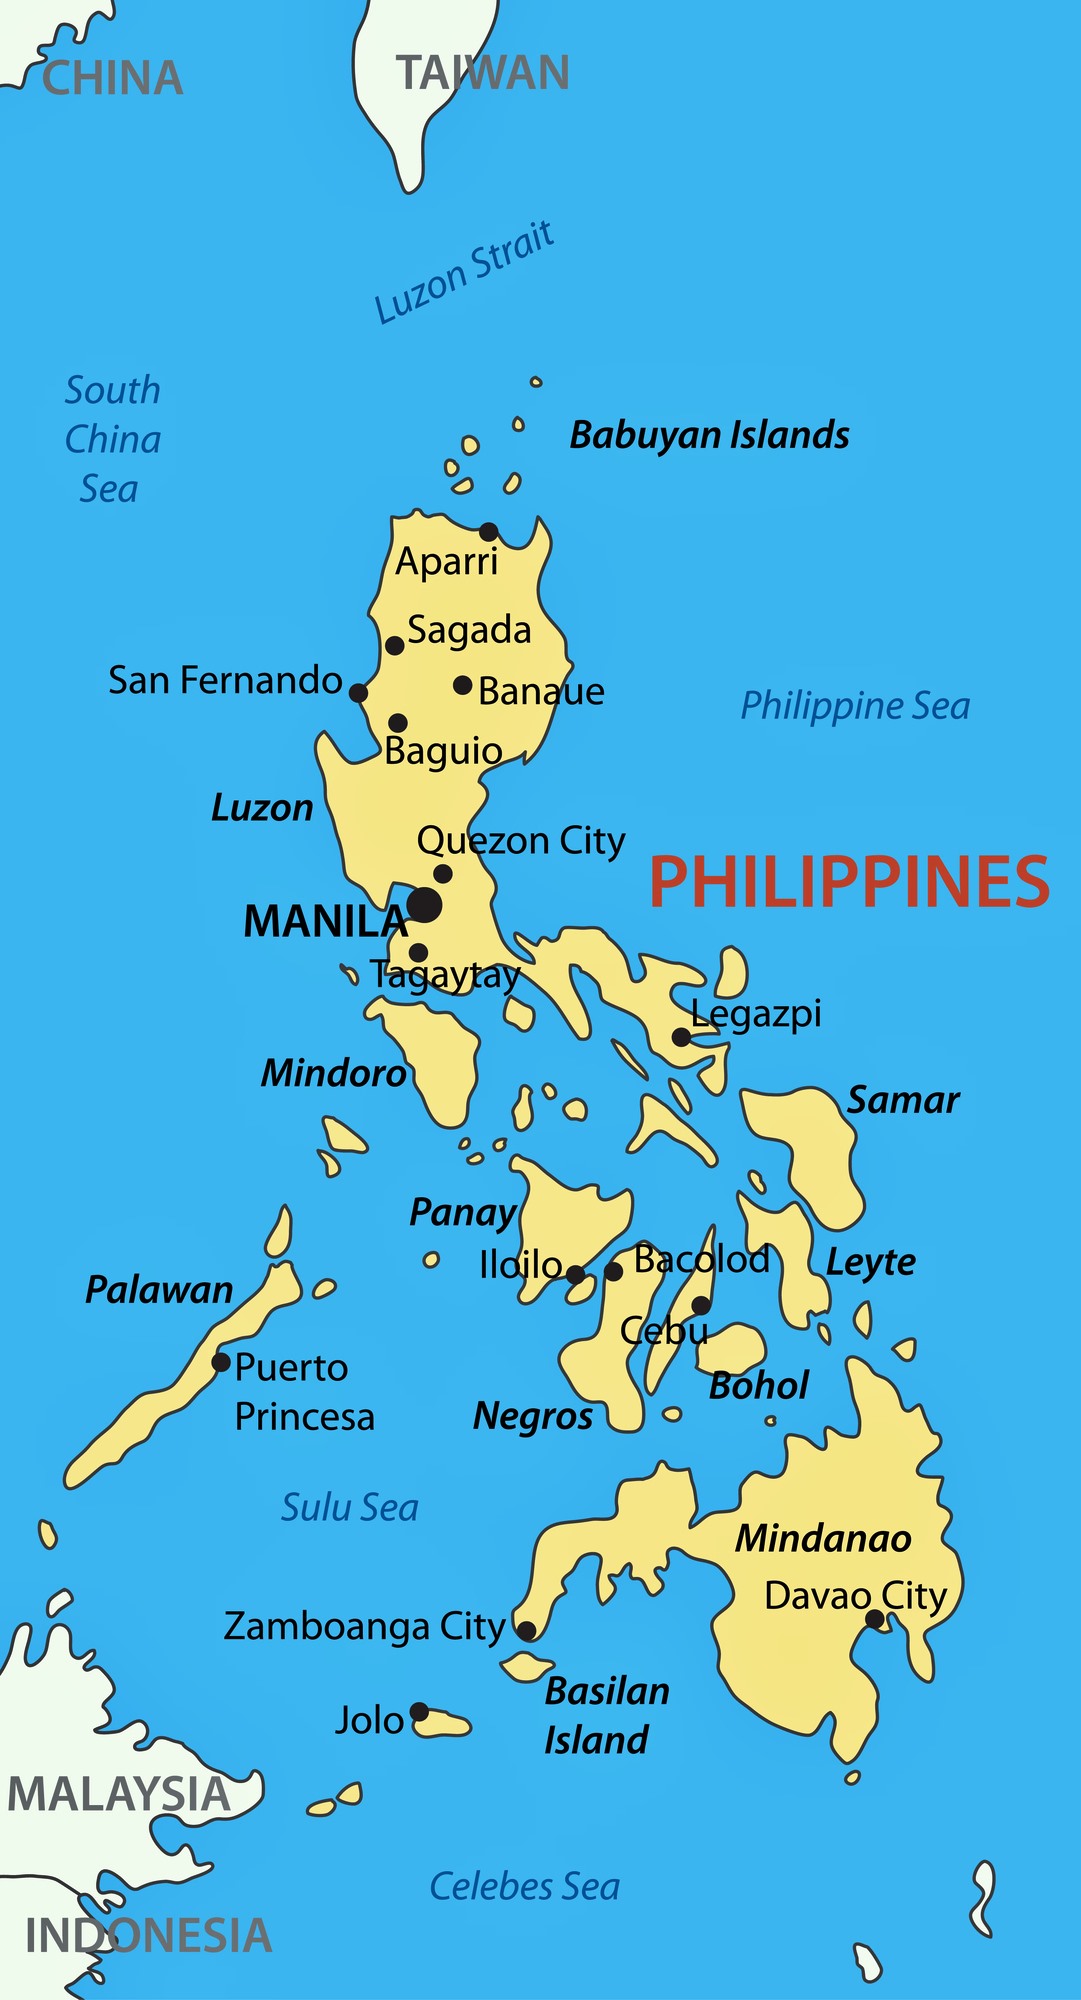 CHINA
TAIWAN
Luzon Strait
South
China
Sea
Babuyan Islands
Aparri
Sagada
San Fernando
Banaue
Philippine Sea
Baguio
Luzon
Quezon City
PHILIPPINES
MANILA
Tagaytay
Legazpi
Mindoro
Samar
Panay
Iloilo
Bacolod
Leyte
Palawan
Cebu
Puerto
Princesa
Bohol
Negros
Sulu Sea
Mindanao
Davao City
Zamboanga City
Basilan
Island
Jolo
MALAYSIA
Celebes Sea
INDONESIA